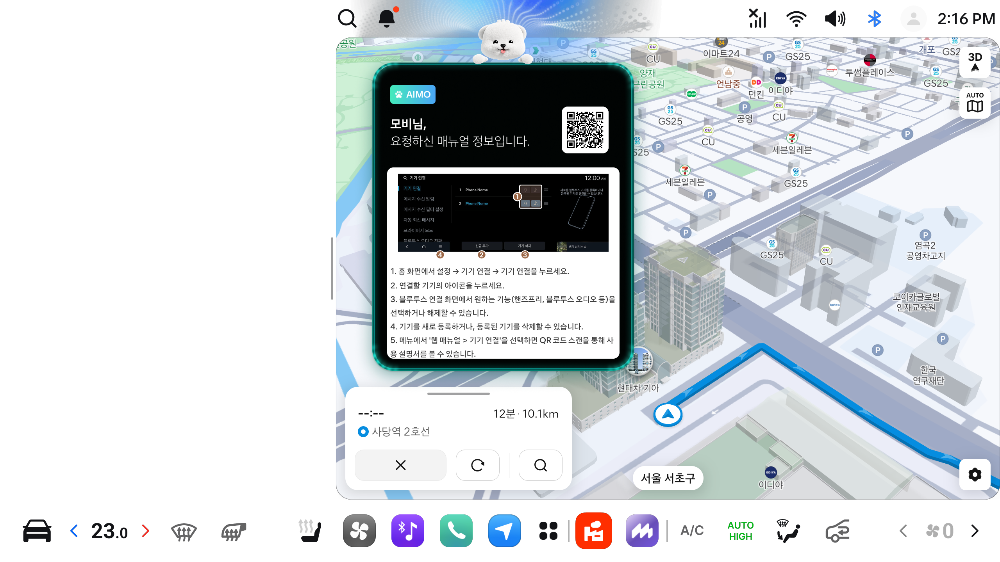 2:16 PM
공원
P
GS25
CU
emart24
이마트24
GS25
GS25
개포
3D
AUTO
AIMO
모비님,
요청하신 매뉴얼 정보입니다.
기기 연결
12:00 AM
기기 연결
메시지 수신 알림
메시지 수신 필터 설정
자동 회신 메시지
프라이버시 모드
블루투스 오디오 전환
1 Phone Name
2 Phone Name
1
새로운 블루투스 기기를 등록하거나
등록된 기기를 연결할 수 있습니다.
신규 추가
기기 삭제
생기 넘치는 숲
4
2
3
1. 홈 화면에서 설정 → 기기 연결 → 기기 연결을 누르세요.
2. 연결할 기기의 아이콘을 누르세요.
3. 블루투스 연결 화면에서 원하는 기능(핸즈프리, 블루투스 오디오 등)을
선택하거나 해제할 수 있습니다.
4. 기기를 새로 등록하거나, 등록된 기기를 삭제할 수 있습니다.
5. 메뉴에서 '웹 매뉴얼 > 기기 연결'을 선택하면 QR 코드 스캔을 통해 사
용 설명서를 볼 수 있습니다.
양재
근린공원
언남중
DD
던킨
EDIYA
이디야
투썸플레이스
GS25
GS25
P
공영
CU
CU
세븐일레븐
세븐일레븐
GS25
GS25
CU
P
염곡2
공영차고지
코이카글로벌
인재교육원
kotra
한국
연구재단
현대차.기아
EDIYA
이디야
--:--
12분 · 10.1km
사당역 2호선
서울 서초구
23.0
A/C
AUTO
HIGH
0